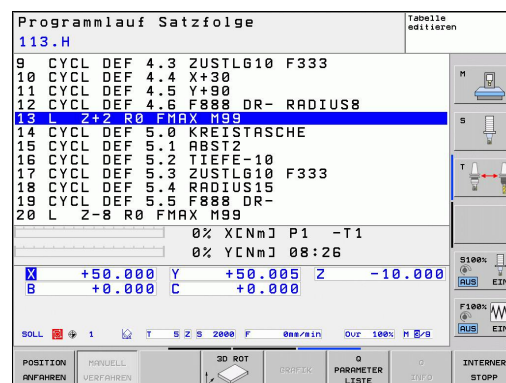 Programmlauf Satzfolge
113.H
Tabelle
editieren
9 CYCL DEF 4.3 ZUSTLG10 F333
10 CYCL DEF 4.4 X+30
11 CYCL DEF 4.5 Y+90
12 CYCL DEF 4.6 F888 DR- RADIUS8
13 L Z+2 R0 FMAX M99
14 CYCL DEF 5.0 KREISTASCHE
15 CYCL DEF 5.1 ABST2
16 CYCL DEF 5.2 TIEFE-10
17 CYCL DEF 5.3 ZUSTLG10 F333
18 CYCL DEF 5.4 RADIUS15
19 CYCL DEF 5.5 F888 DR-
20 L Z-8 R0 FMAX M99
0% X[Nm] P1 -T1
0% Y[Nm] 08:26
X +50.000 Y +50.005 Z -10.000
B +0.000 C +0.000
SOLL 1 T 5 Z S 2000 F 0mm/min Ovr 100% M 5/9
M
S
T
S100%
AUS EIN
F100%
AUS EIN
POSITION
ANFAHREN
MANUELL
VERFAHREN
3D ROT
GRAFIK
Q
PARAMETER
LISTE
Q
INFO
INTERNER
STOPP